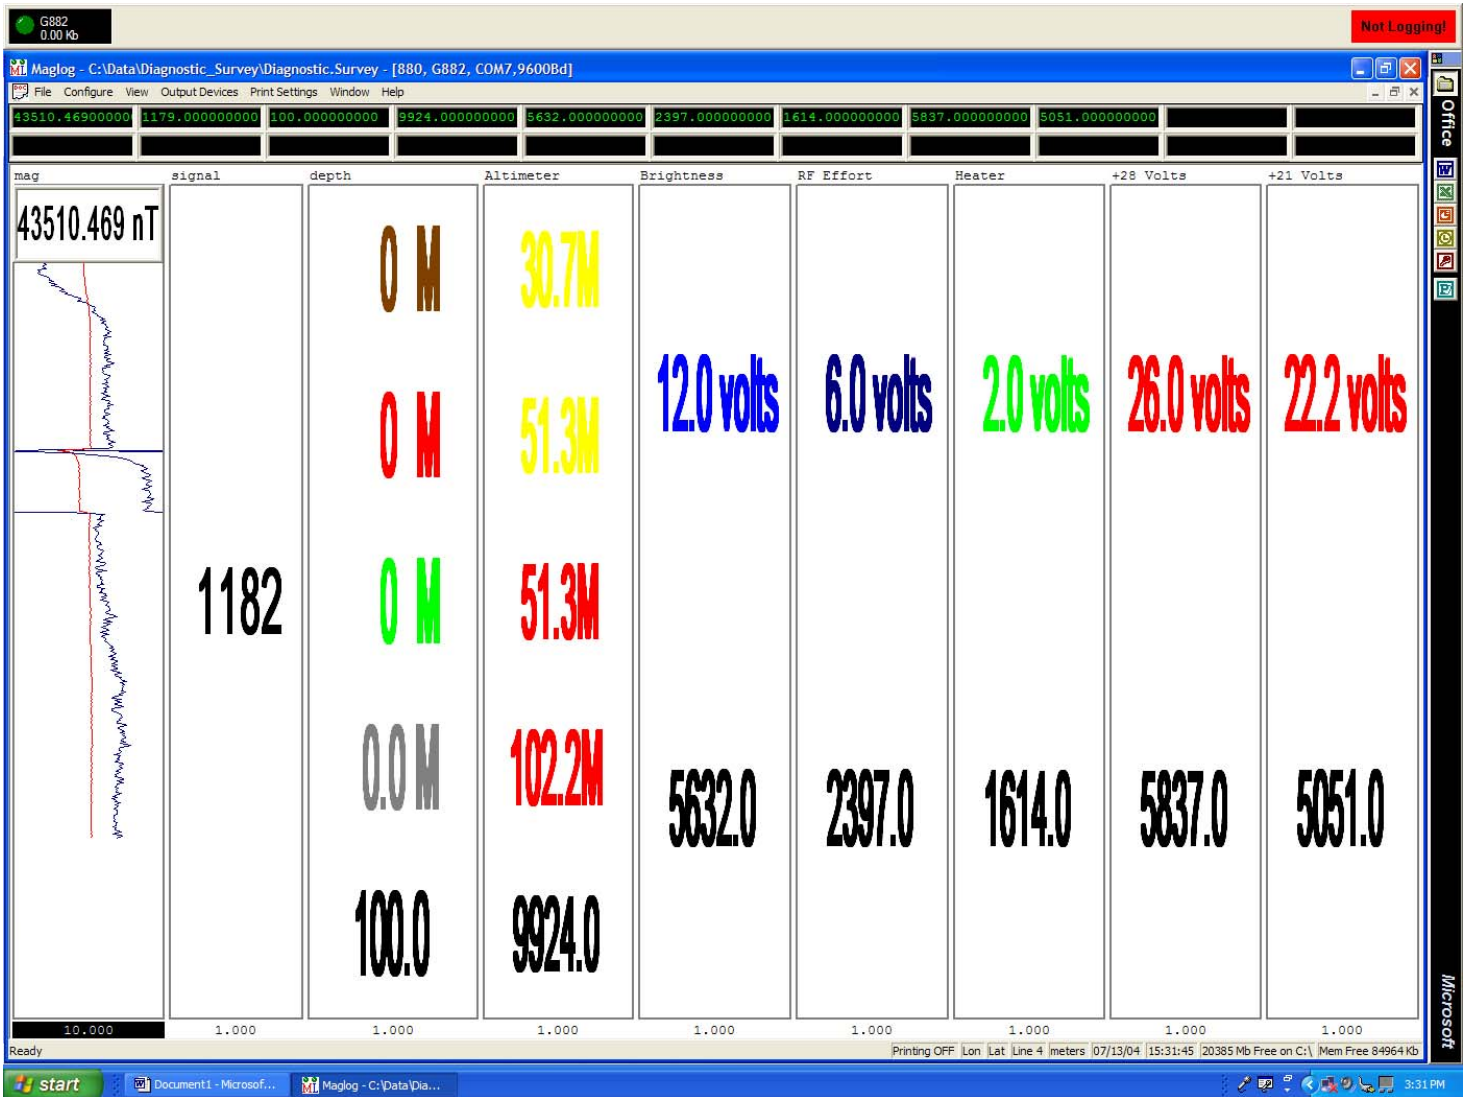 G882
0.00 Kb
Not Logging!
Maglog - C:\Data\Diagnostic_Survey\Diagnostic.Survey - [880, G882, COM7,9600Bd]
File Configure View Output Devices Print Settings Window Help
43510.469000000 1179.000000000 100.000000000 9924.000000000 5632.000000000 2397.000000000 1614.000000000 5837.000000000 5051.000000000
mag signal depth Altimeter Brightness RF Effort Heater +28 Volts +21 Volts
43510.469 nT
0 M 30.7M
12.0 volts 6.0 volts 2.0 volts 26.0 volts 22.2 volts
0 M 51.3M
1182
0 M 51.3M
0.0 M 102.2M
5632.0 2397.0 1614.0 5837.0 5051.0
100.0 9924.0
10.000 1.000 1.000 1.000 1.000 1.000 1.000 1.000 1.000
Ready Printing OFF Lon Lat Line 4 meters 07/13/04 15:31:45 20385 Mb Free on C:\ Mem Free 84964 Kb
Office
Microsoft
start Document1 - Microsof... Maglog - C:\Data\Dia... 3:31 PM